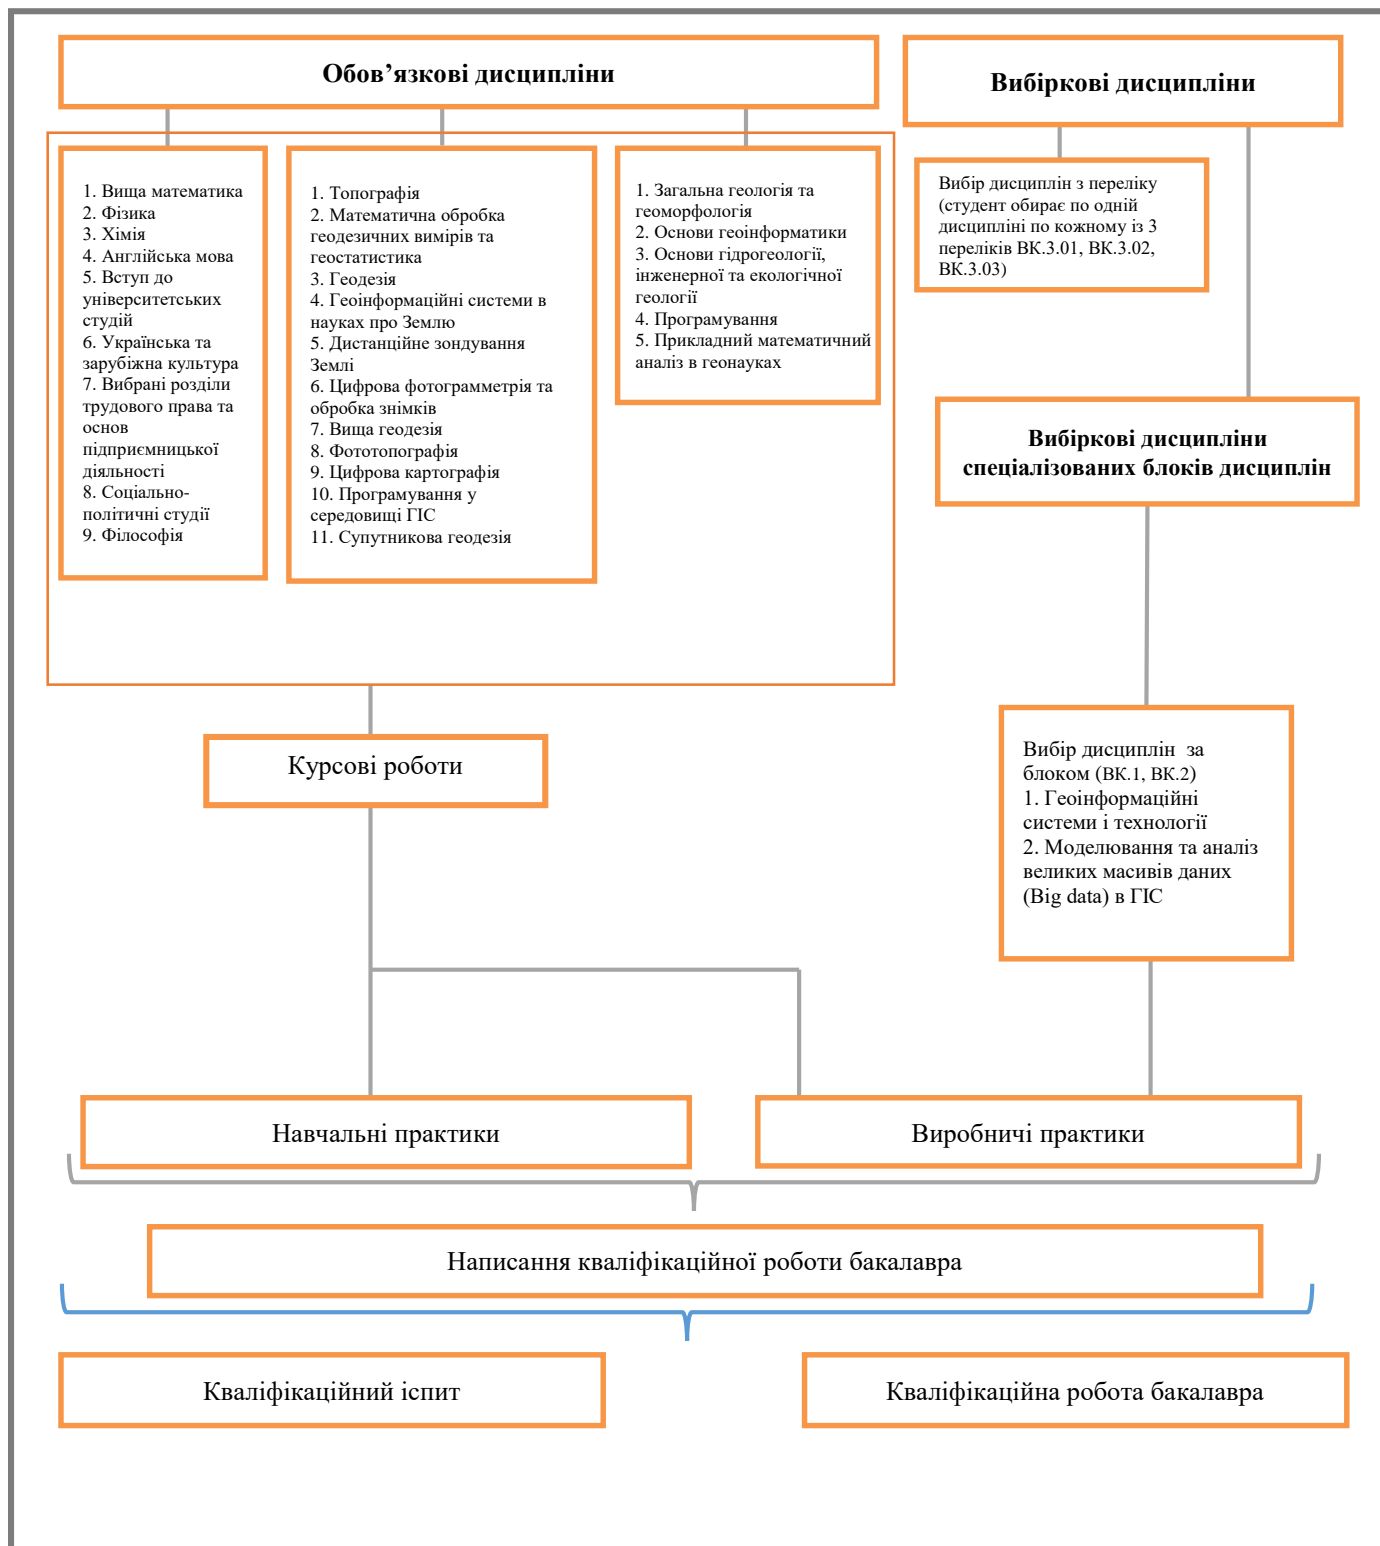 Обов’язкові дисципліни
1. Вища математика
2. Фізика
3. Хімія
4. Англійська мова
5. Вступ до
університетських
студій
6. Українська та
зарубіжна культура
7. Вибрані розділи
трудового права та
основ
підприємницької
діяльності
8. Соціально-
політичні студії
9. Філософія
1. Топографія
2. Математична обробка
геодезичних вимірів та
геостатистика
3. Геодезія
4. Геоінформаційні системи в
науках про Землю
5. Дистанційне зондування
Землі
6. Цифрова фотограмметрія та
обробка знімків
7. Вища геодезія
8. Фототопографія
9. Цифрова картографія
10. Програмування у
середовищі ГІС
11. Супутникова геодезія
1. Загальна геологія та
геоморфологія
2. Основи геоінформатики
3. Основи гідрогеології,
інженерної та екологічної
геології
4. Програмування
5. Прикладний математичний
аналіз в геонауках
Вибіркові дисципліни
Вибір дисциплін з переліку
(студент обирає по одній
дисципліні по кожному із 3
переліків ВК.3.01, ВК.3.02,
ВК.3.03)
Вибіркові дисципліни
спеціалізованих блоків дисциплін
Вибір дисциплін за
блоком (ВК.1, ВК.2)
1. Геоінформаційні
системи і технології
2. Моделювання та аналіз
великих масивів даних
(Big data) в ГІС
Курсові роботи
Навчальні практики
Виробничі практики
Написання кваліфікаційної роботи бакалавра
Кваліфікаційний іспит
Кваліфікаційна робота бакалавра